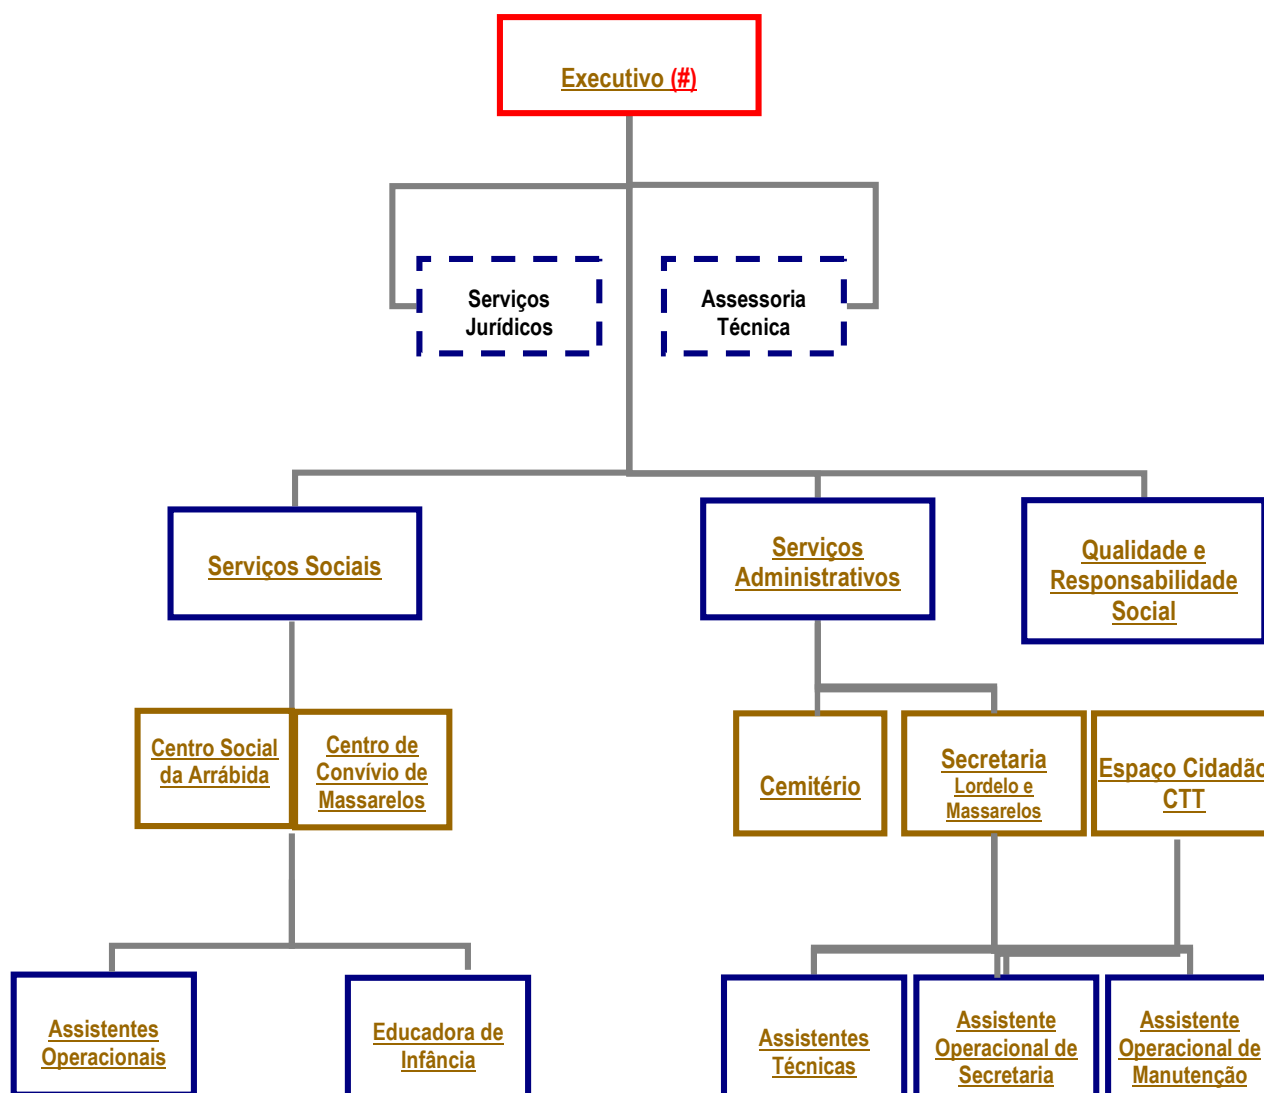 Executivo (#)
Serviços
Jurídicos
Assessoria
Técnica
Serviços Sociais
Serviços
Administrativos
Qualidade e
Responsabilidade
Social
Centro Social
da Arrábida
Centro de
Convívio de
Massarelos
Cemitério
Secretaria
Lordelo e
Massarelos
Espaço Cidadão
CTT
Assistentes
Operacionais
Educadora de
Infância
Assistentes
Técnicas
Assistente
Operacional de
Secretaria
Assistente
Operacional de
Manutenção